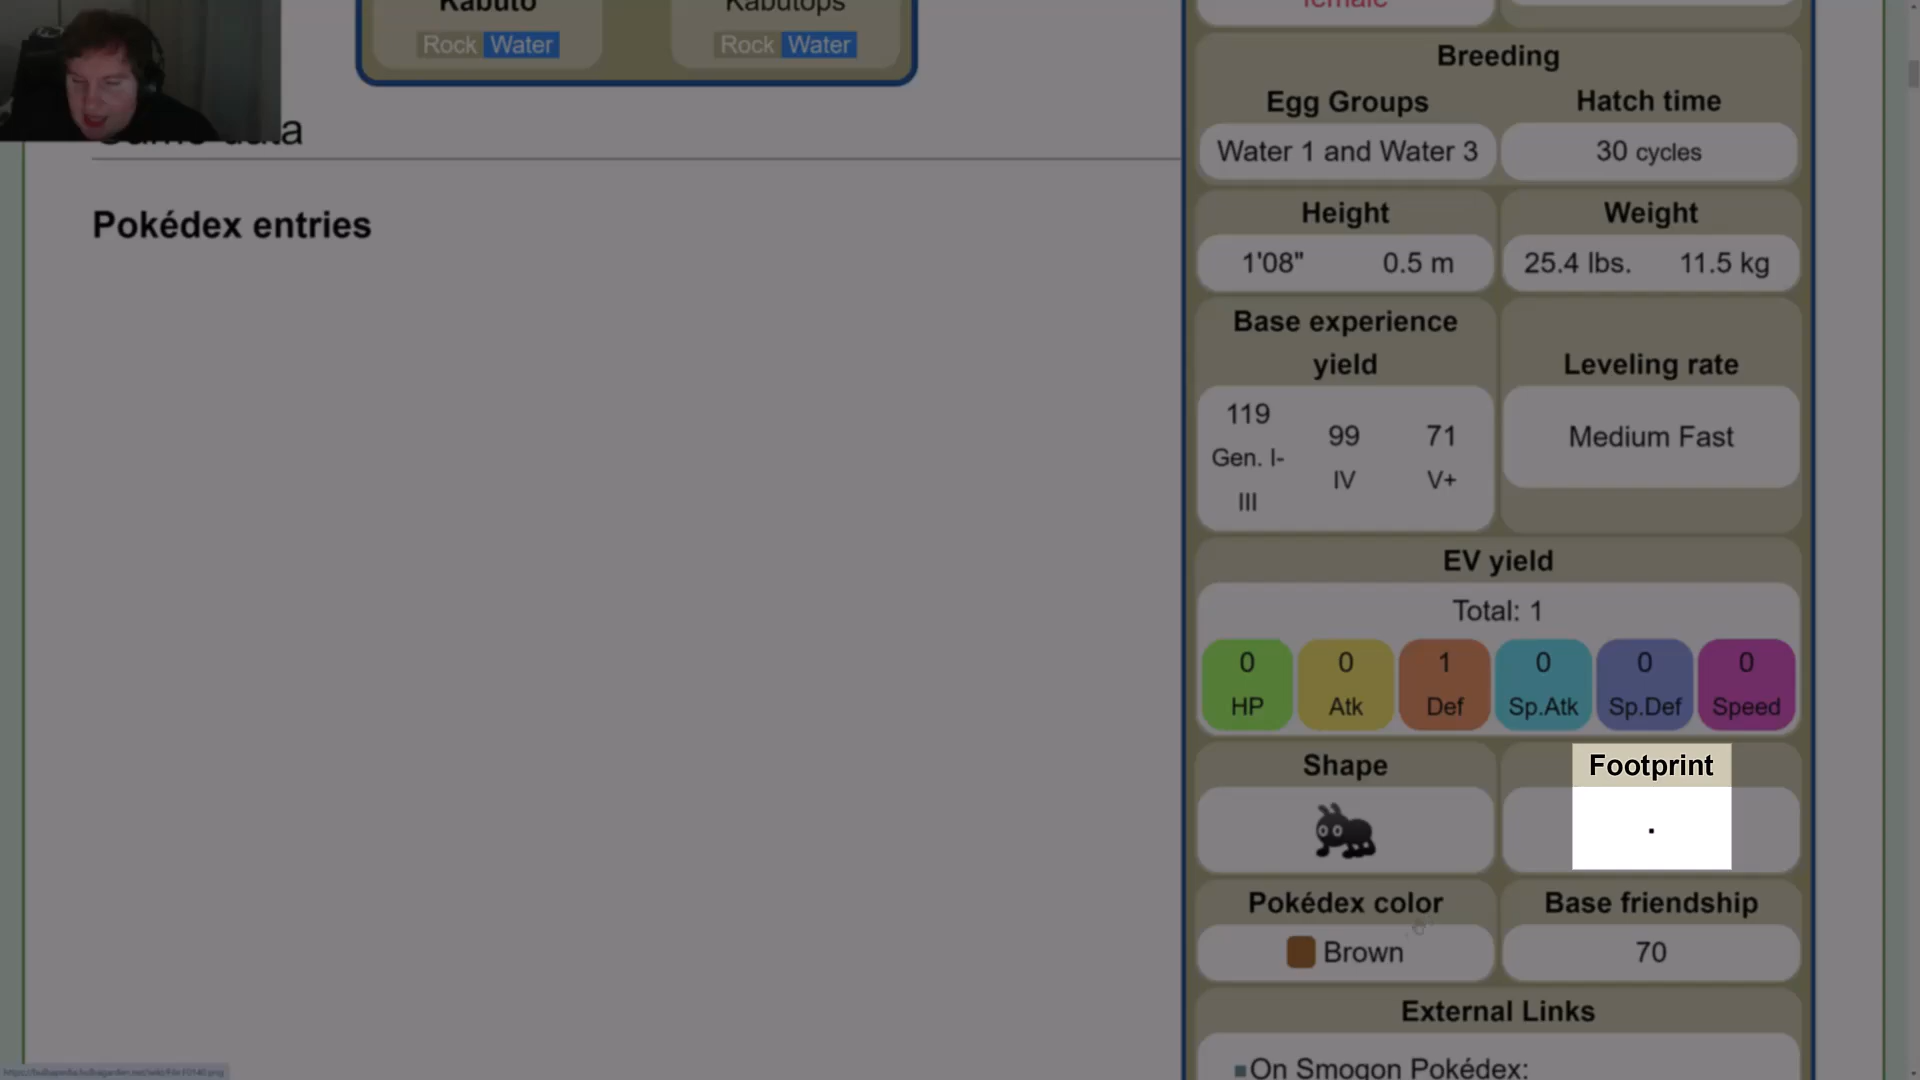 Kabuto
Kabutops
Rock Water
Rock Water
Pokédex entries
female
Breeding
Egg Groups
Hatch time
Water 1 and Water 3
30 cycles
Height
Weight
1'08" 0.5 m
25.4 lbs. 11.5 kg
Base experience
yield
Leveling rate
119
Gen. I-
III
99
IV
71
V+
Medium Fast
EV yield
Total: 1
0
HP
0
Atk
1
Def
0
Sp.Atk
0
Sp.Def
0
Speed
Shape
Footprint
Pokédex color
Base friendship
Brown
70
External Links
On Smogon Pokédex: